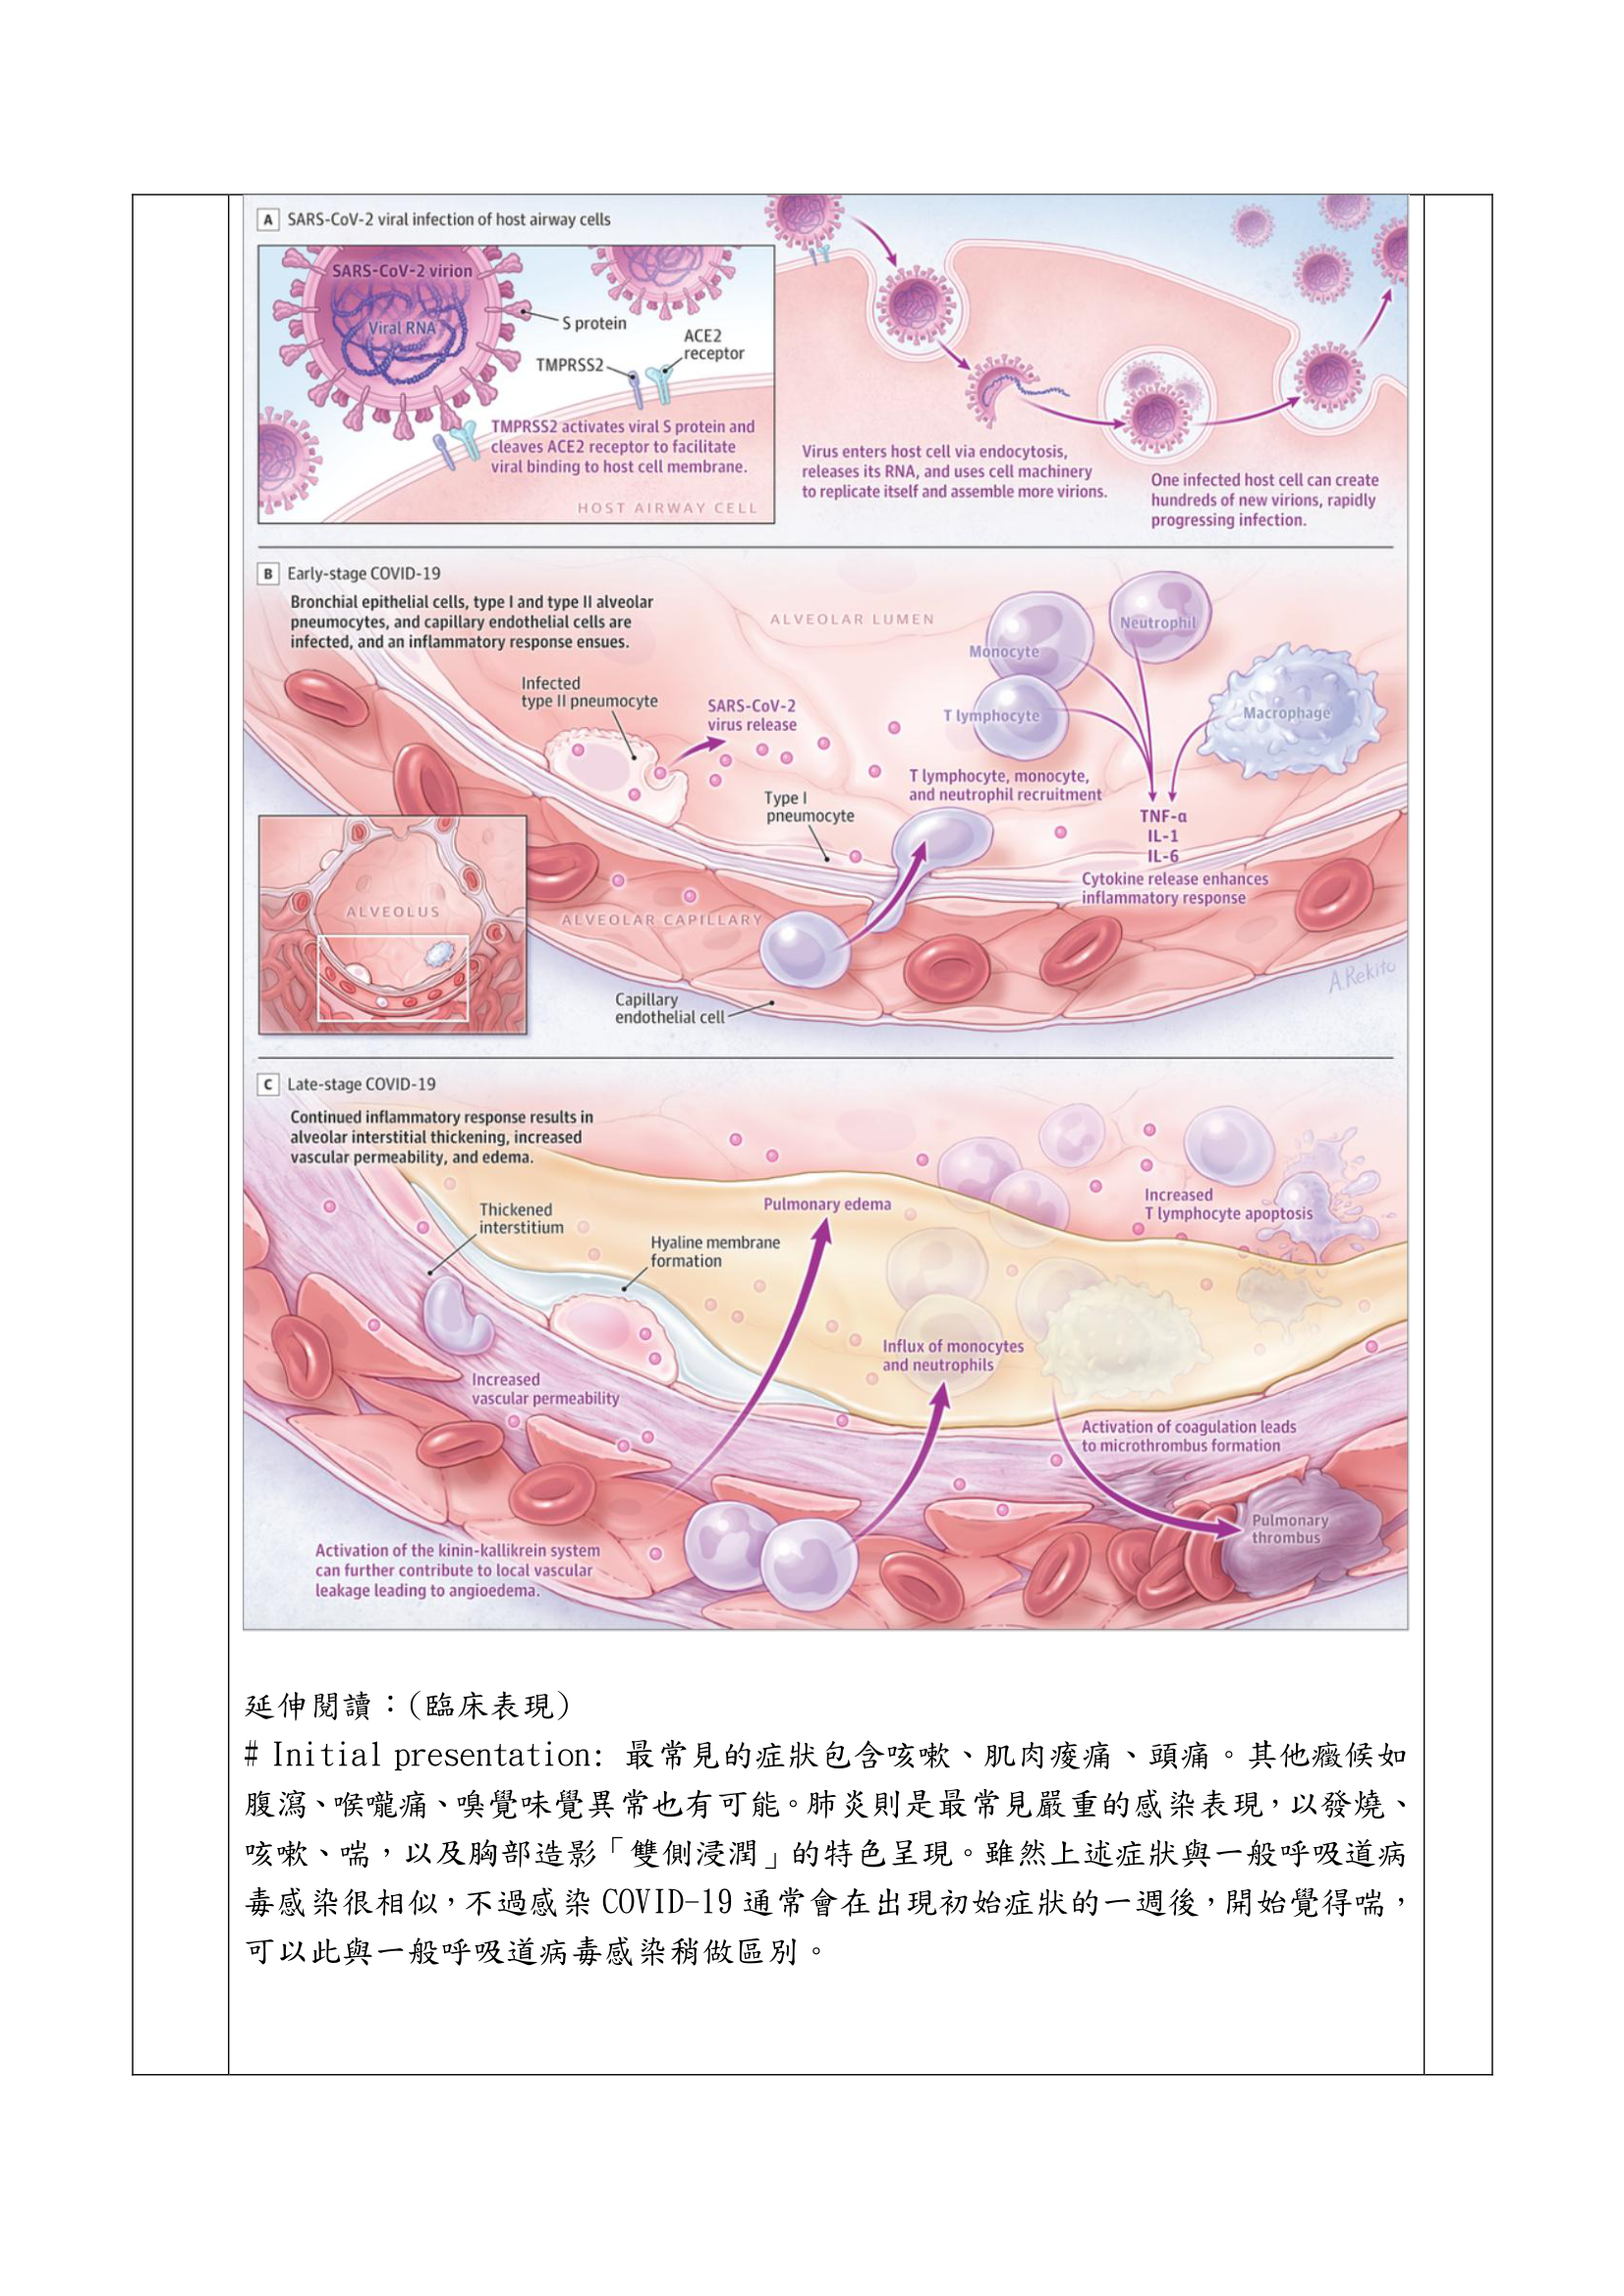 A SARS-CoV-2 viral infection of host airway cells
SARS-CoV-2 virion
Viral RNA
S protein
ACE2
receptor
TMPRSS2
TMPRSS2 activates viral S protein and
cleaves ACE2 receptor to facilitate
viral binding to host cell membrane.
HOST AIRWAY CELL
Virus enters host cell via endocytosis,
releases its RNA, and uses cell machinery
to replicate itself and assemble more virions.
One infected host cell can create
hundreds of new virions, rapidly
progressing infection.
B Early-stage COVID-19
Bronchial epithelial cells, type I and type II alveolar
pneumocytes, and capillary endothelial cells are
infected, and an inflammatory response ensues.
ALVEOLAR LUMEN
Neutrophil
Monocyte
Infected
type II pneumocyte
SARS-CoV-2
virus release
T lymphocyte
Macrophage
T lymphocyte, monocyte,
and neutrophil recruitment
Type I
pneumocyte
TNF-α
IL-1
IL-6
Cytokine release enhances
inflammatory response
ALVEOLUS
ALVEOLAR CAPILLARY
A.Rekito
Capillary
endothelial cell
C Late-stage COVID-19
Continued inflammatory response results in
alveolar interstitial thickening, increased
vascular permeability, and edema.
Thickened
interstitium
Pulmonary edema
Increased
T lymphocyte apoptosis
Hyaline membrane
formation
Influx of monocytes
and neutrophils
Increased
vascular permeability
Activation of coagulation leads
to microthrombus formation
Pulmonary
thrombus
Activation of the kinin-kallikrein system
can further contribute to local vascular
leakage leading to angioedema.
延伸閱讀：(臨床表現)
# Initial presentation: 最常見的症狀包含咳嗽、肌肉痠痛、頭痛。其他癥候如
腹瀉、喉嚨痛、嗅覺味覺異常也有可能。肺炎則是最常見嚴重的感染表現，以發燒、
咳嗽、喘，以及胸部造影「雙側浸潤」的特色呈現。雖然上述症狀與一般呼吸道病
毒感染很相似，不過感染 COVID-19 通常會在出現初始症狀的一週後，開始覺得喘，
可以此與一般呼吸道病毒感染稍做區別。